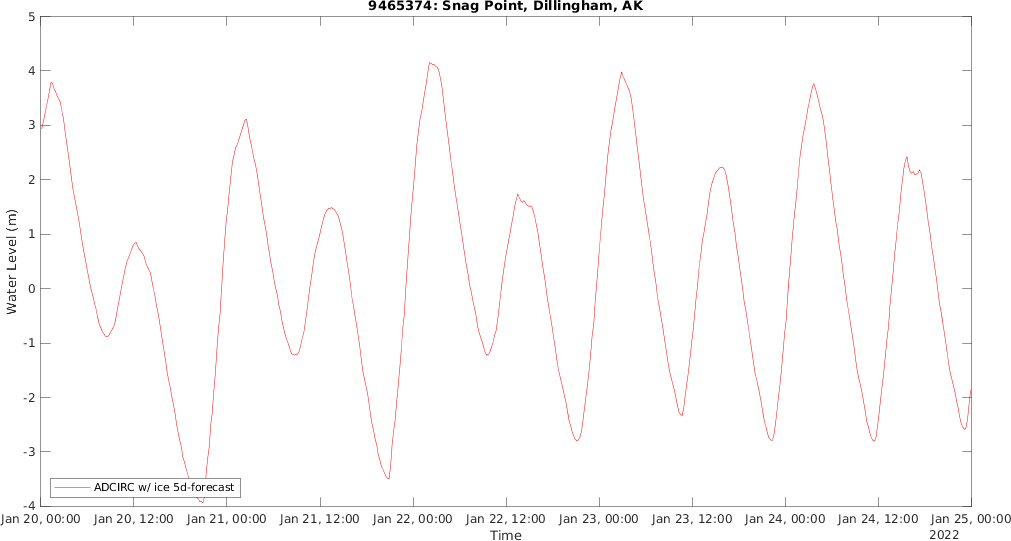 9465374: Snag Point, Dillingham, AK
5
4
3
2
1
0
-1
-2
-3
-4
Water Level (m)
ADCIRC w/ ice 5d-forecast
Jan 20, 00:00 Jan 20, 12:00 Jan 21, 00:00 Jan 21, 12:00 Jan 22, 00:00 Jan 22, 12:00 Jan 23, 00:00 Jan 23, 12:00 Jan 24, 00:00 Jan 24, 12:00 Jan 25, 00:00
Time
2022